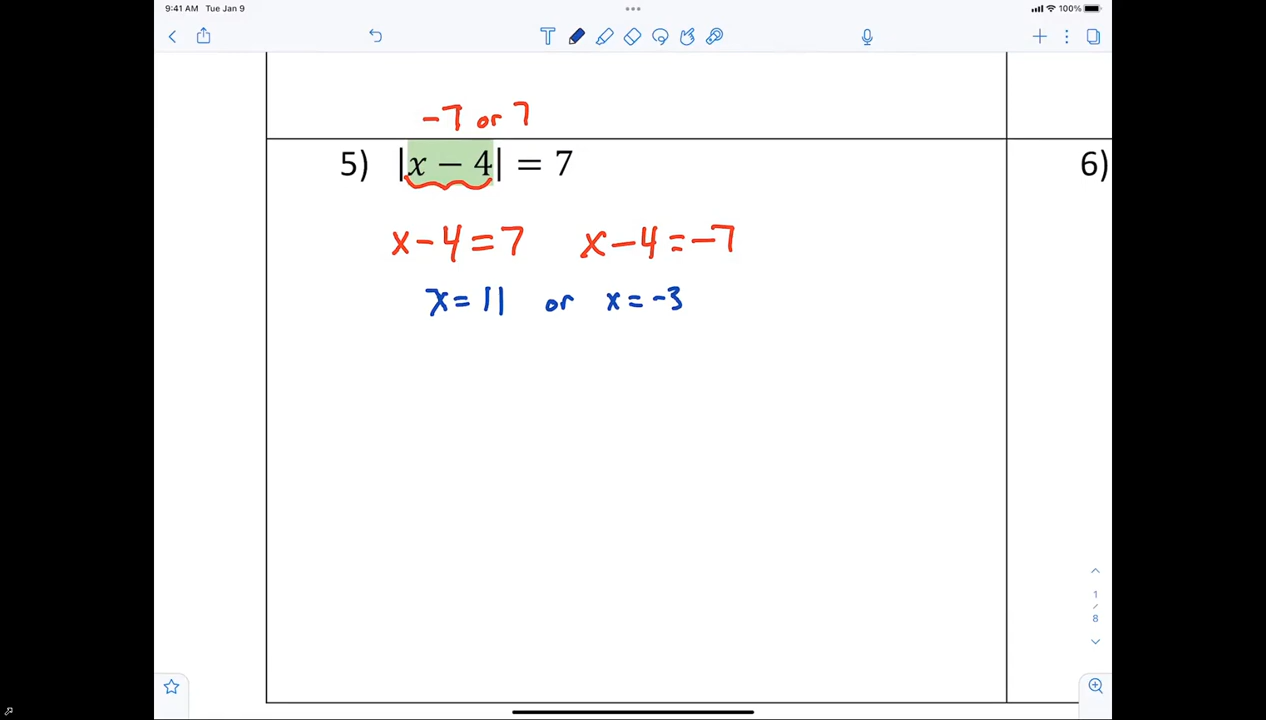 9:41 AM Tue Jan 9
100%
T
-7 or 7
5) |x − 4| = 7
6)
x-4=7 x-4=-7
x=11 or x=-3
1
/
8